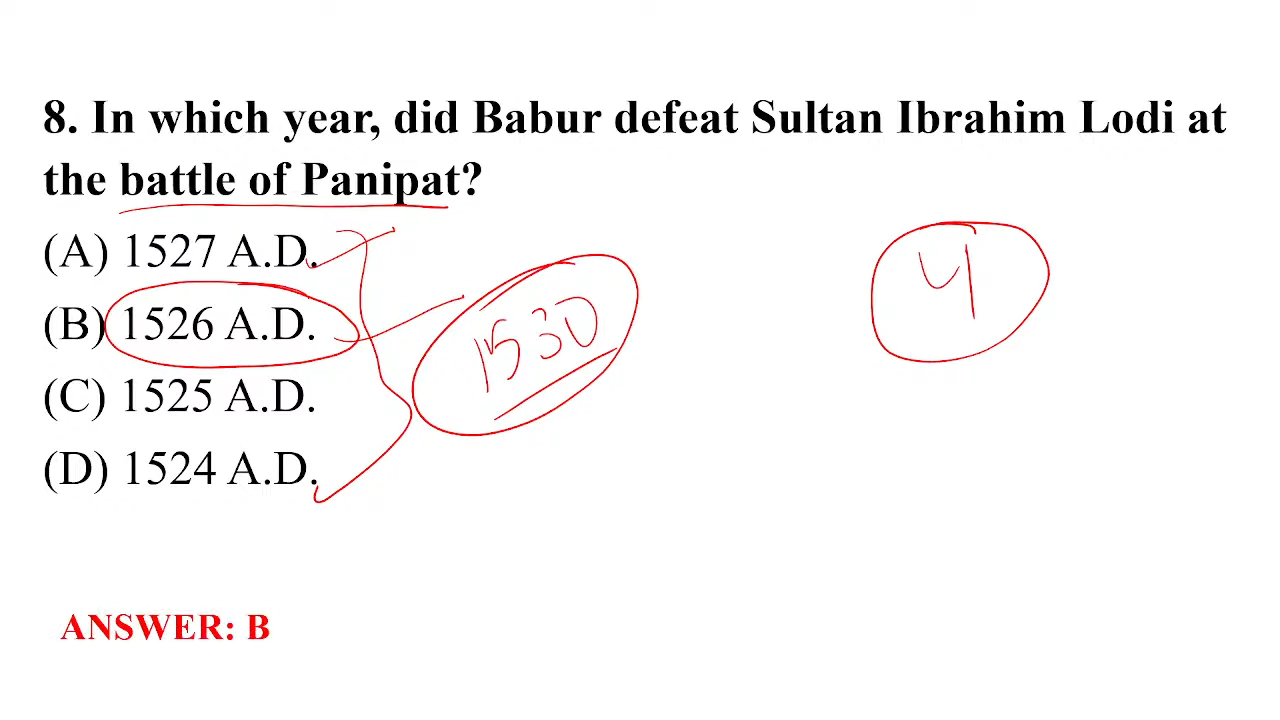 8. In which year, did Babur defeat Sultan Ibrahim Lodi at
the battle of Panipat?
(A) 1527 A.D.
(B) 1526 A.D.
(C) 1525 A.D.
(D) 1524 A.D.
1530
4
ANSWER: B